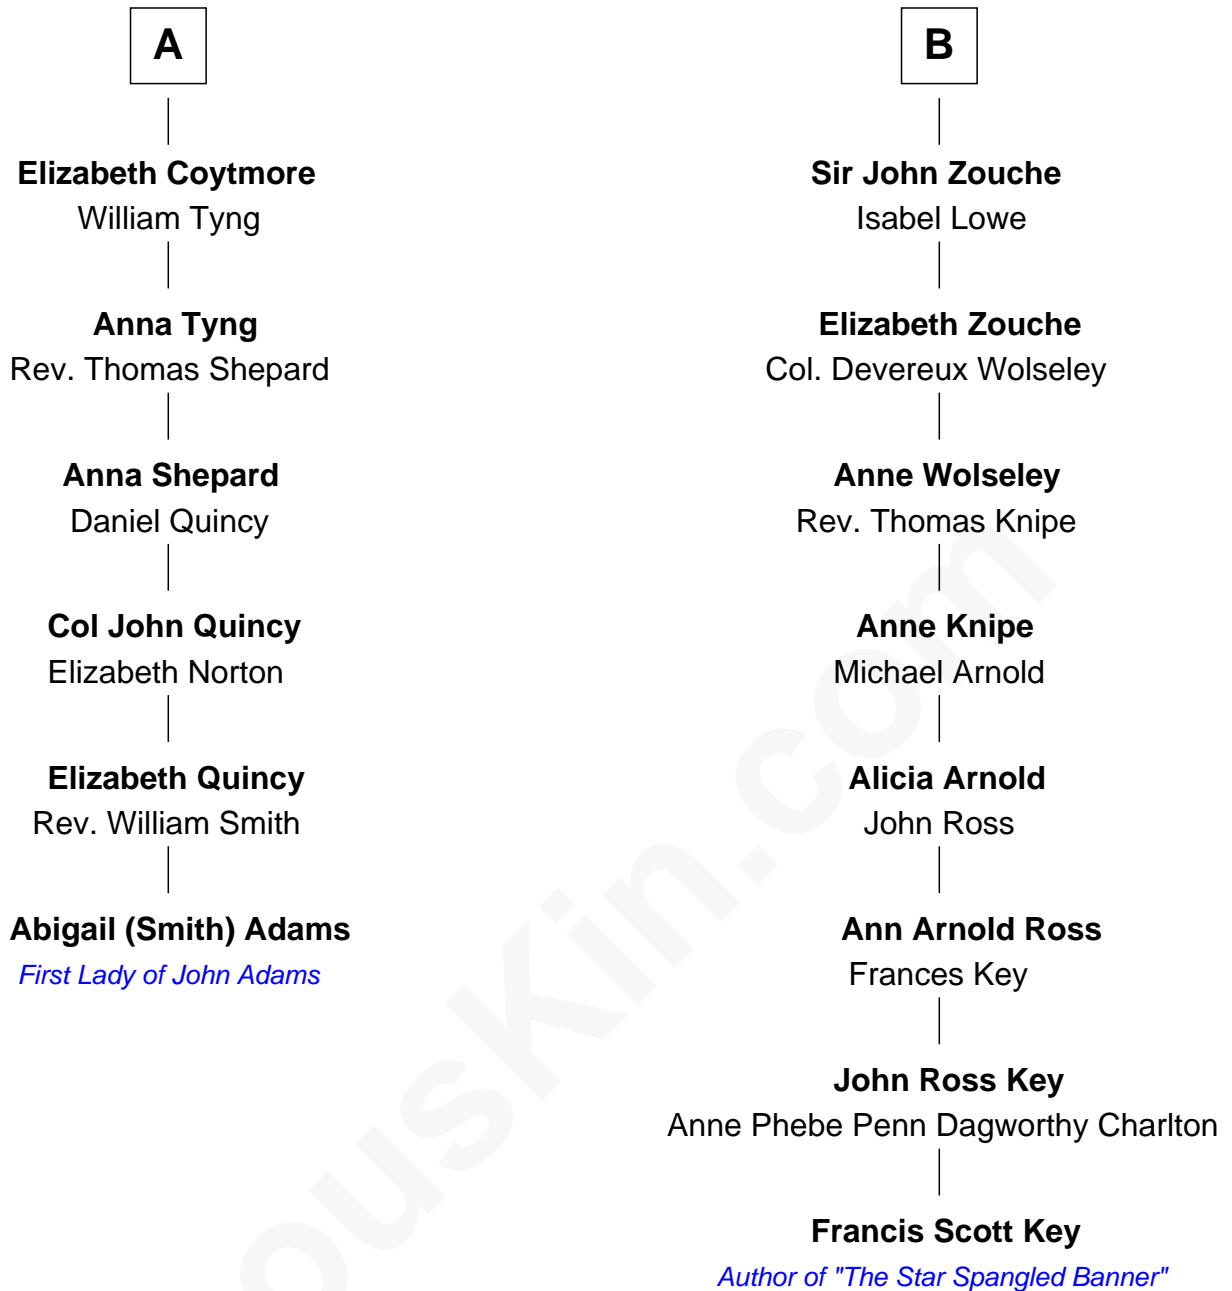 A
Elizabeth Coytmore
William Tyng
Anna Tyng
Rev. Thomas Shepard
Anna Shepard
Daniel Quincy
Col John Quincy
Elizabeth Norton
Elizabeth Quincy
Rev. William Smith
Abigail (Smith) Adams
First Lady of John Adams
B
Sir John Zouche
Isabel Lowe
Elizabeth Zouche
Col. Devereux Wolseley
Anne Wolseley
Rev. Thomas Knipe
Anne Knipe
Michael Arnold
Alicia Arnold
John Ross
Ann Arnold Ross
Frances Key
John Ross Key
Anne Phebe Penn Dagworthy Charlton
Francis Scott Key
Author of "The Star Spangled Banner"
ousKin.com